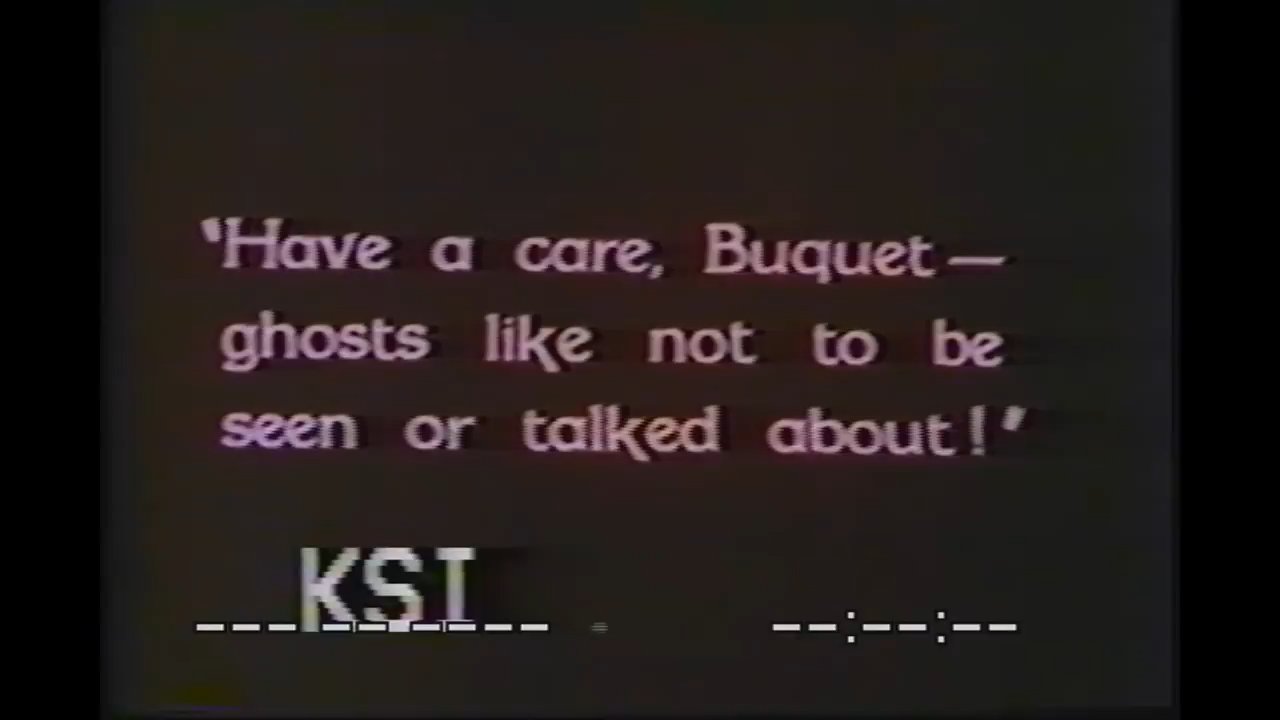 “Have a care, Buquet—
ghosts like not to be
seen or talked about!”
KSI
--- ------- --:--:--